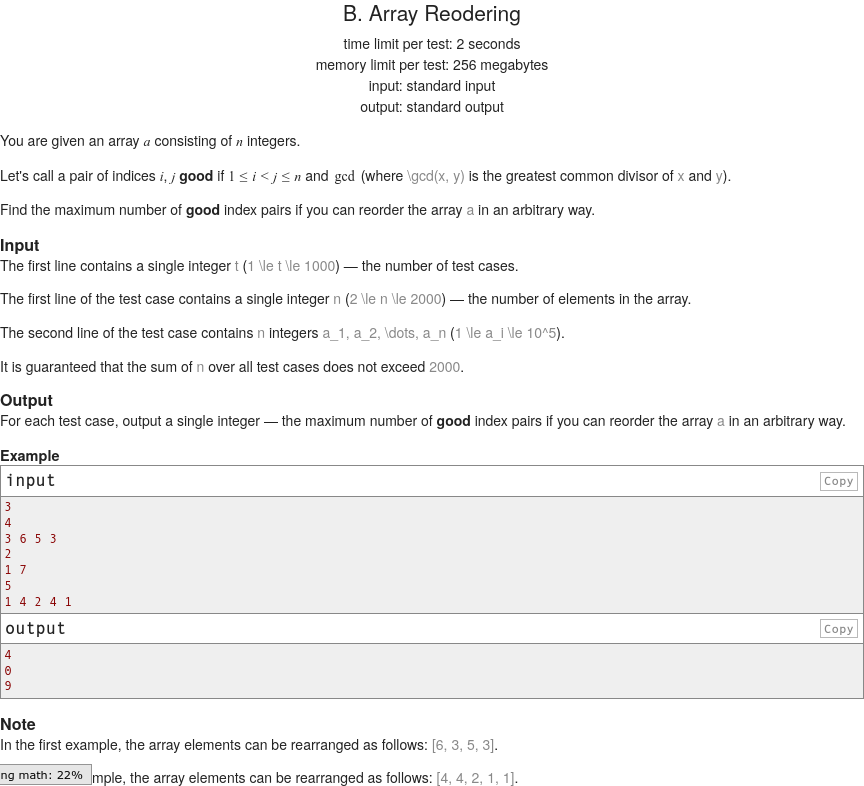 B. Array Reodering
time limit per test: 2 seconds
memory limit per test: 256 megabytes
input: standard input
output: standard output
You are given an array a consisting of n integers.
Let's call a pair of indices i, j good if 1 ≤ i < j ≤ n and gcd (where \gcd(x, y) is the greatest common divisor of x and y).
Find the maximum number of good index pairs if you can reorder the array a in an arbitrary way.
Input
The first line contains a single integer t (1 \le t \le 1000) — the number of test cases.
The first line of the test case contains a single integer n (2 \le n \le 2000) — the number of elements in the array.
The second line of the test case contains n integers a_1, a_2, \dots, a_n (1 \le a_i \le 10^5).
It is guaranteed that the sum of n over all test cases does not exceed 2000.
Output
For each test case, output a single integer — the maximum number of good index pairs if you can reorder the array a in an arbitrary way.
Example
input Copy
3
4
3 6 5 3
2
1 7
5
1 4 2 4 1
output Copy
4
0
9
Note
In the first example, the array elements can be rearranged as follows: [6, 3, 5, 3].
ng math: 22% mple, the array elements can be rearranged as follows: [4, 4, 2, 1, 1].